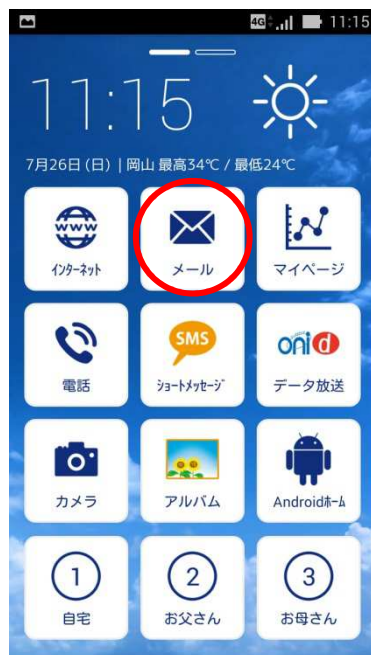 4G 11:15
11:15
7月26日 (日) | 岡山 最高34℃ / 最低24℃
www
インターネット メール マイページ
SMS oni d
電話 ショートメッセージ データ放送
カメラ アルバム Androidホーム
1 2 3
自宅 お父さん お母さん